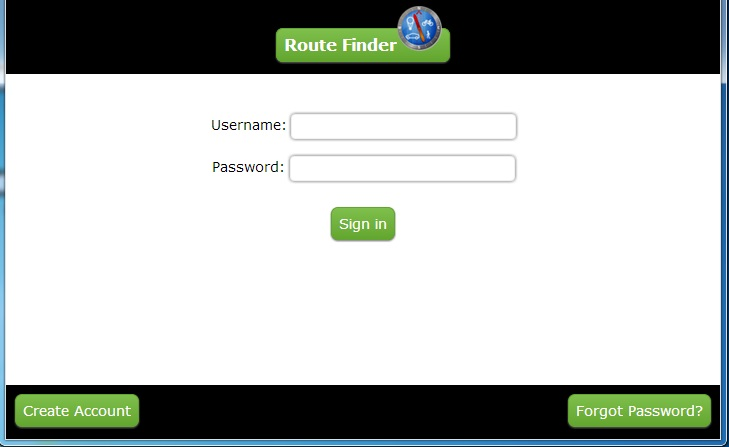 Route Finder
Username:
Password:
Sign in
Create Account
Forgot Password?